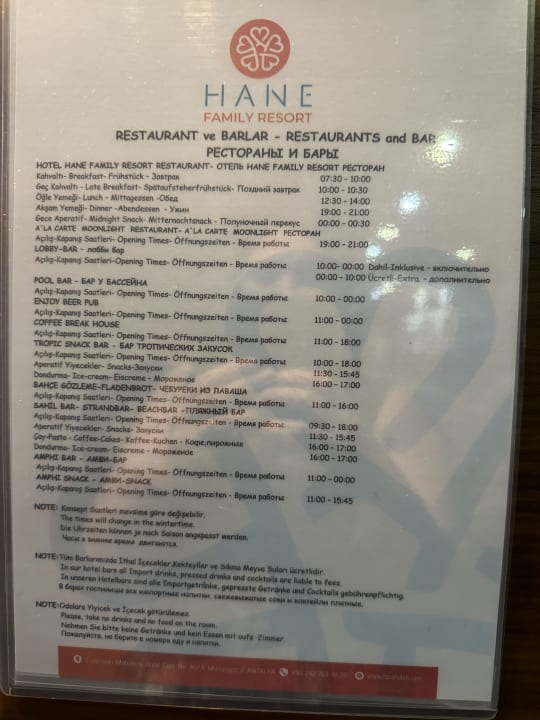 HANE
FAMILY RESORT
RESTAURANT ve BARLAR - RESTAURANTS and BAR
РЕСТОРАНЫ И БАРЫ
HOTEL HANE FAMILY RESORT RESTAURANT- ОТЕЛЬ HANE FAMILY RESORT РЕСТОРАН
Kahvaltı- Breakfast- Frühstück - Завтрак 07:30 - 10:00
Geç Kahvaltı - Late Breakfast- Spätaufsteherfrühstück- Поздний завтрак 10:00 - 10:30
Öğle Yemeği- Lunch - Mittagessen -Обед 12:30 - 14:00
Akşam Yemeği- Dinner -Abendessen - Ужин 19:00 - 21:00
Gece Aperatif- Midnight Snack- Mitternachtsnack - Полуночный перекус 00:00 - 00:30
A'LA CARTE MOONLIGHT RESTAURANT- A'LA CARTE MOONLIGHT РЕСТОРАН
Açılış-Kapanış Saatleri- Opening Times- Öffnungszeiten - Время работы 19:00 - 21:00
LOBBY-BAR - лобби бар
Açılış-Kapanış Saatleri- Opening Times- Öffnungszeiten - Время работы 10:00- 00:00 Dahil-Inklusive - включительно
00:00 - 10:00 Ücretli-Extra. - дополнительно
POOL BAR - БАР У БАССЕЙНА
Açılış-Kapanış Saatleri- Opening Times- Öffnungszeiten - Время работы 10:00 - 00:00
ENJOY BEER PUB
Açılış-Kapanış Saatleri- Opening Times- Öffnungszeiten - Время работы 11:00 - 00:00
COFFEE BREAK HOUSE
Açılış-Kapanış Saatleri- Opening Times- Öffnungszeiten - Время работы 11:00 - 18:00
TROPIC SNACK BAR - БАР ТРОПИЧЕСКИХ ЗАКУСОК
Açılış-Kapanış Saatleri- Opening Times- Öffnungszeiten - Время работы 10:00 - 18:00
Aperatif Yiyecekler- Snacks-Закуски 11:30 - 15:45
Dondurma- Ice-cream- Eiscreme - Мороженое 16:00 - 17:00
BAHÇE GÖZLEME-FLADENBROT- ЧЕБУРЕКИ ИЗ ЛАВАША
Açılış-Kapanış Saatleri- Opening Times- Öffnungszeiten - Время работы 11:00 - 16:00
SAHİL BAR- STRANDBAR- BEACHBAR -ПЛЯЖНЫЙ БАР
Açılış-Kapanış Saatleri- Opening Times- Öffnungszeiten - Время работы 09:30 - 18:00
Aperatif Yiyecekler- Snacks- Закуски 11:30 - 15:45
Çay-Pasta - Coffee-Cakes- Kaffee-Kuchen - Кофе,пирожные 16:00 - 17:00
Dondurma- Ice-cream- Eiscreme - Мороженое 16:00 - 17:00
AMPHI BAR - АМВИ-БАР
Açılış-Kapanış Saatleri- Opening Times- Öffnungszeiten - Время работы 11:00 - 00:00
AMPHI SNACK - АМВИ-SNACK
Açılış-Kapanış Saatleri- Opening Times- Öffnungszeiten - Время работы 11:00 - 15:45
NOTE: Konsept Saatleri mevsime göre değişebilir.
The times will change in the wintertime.
Die Uhrzeiten können je nach Saison angepasst werden.
Часы в зимнее время двигаются.
NOTE:Tüm Barlarımızda İthal İçecekler,Kokteyller ve Sıkma Meyva Suları ücretlidir.
In our hotel bars all Import drinks, pressed drinks and cocktails are liable to fees.
In unseren Hotelbars sind alle Importgetränke, gepresste Getränke und Cocktails gebührenpflichtig.
В барах гостиницы все импортные напитки, свежевыжатые соки и коктейли платные.
NOTE:Odalara Yiyicek ve İçecek götürülemez.
Please, take no drinks and no food on the room.
Nehmen Sie bitte keine Getränke und kein Essen mit aufs Zimmer.
Пожалуйста, не берите в номера еду и напитки.
ANTALYA